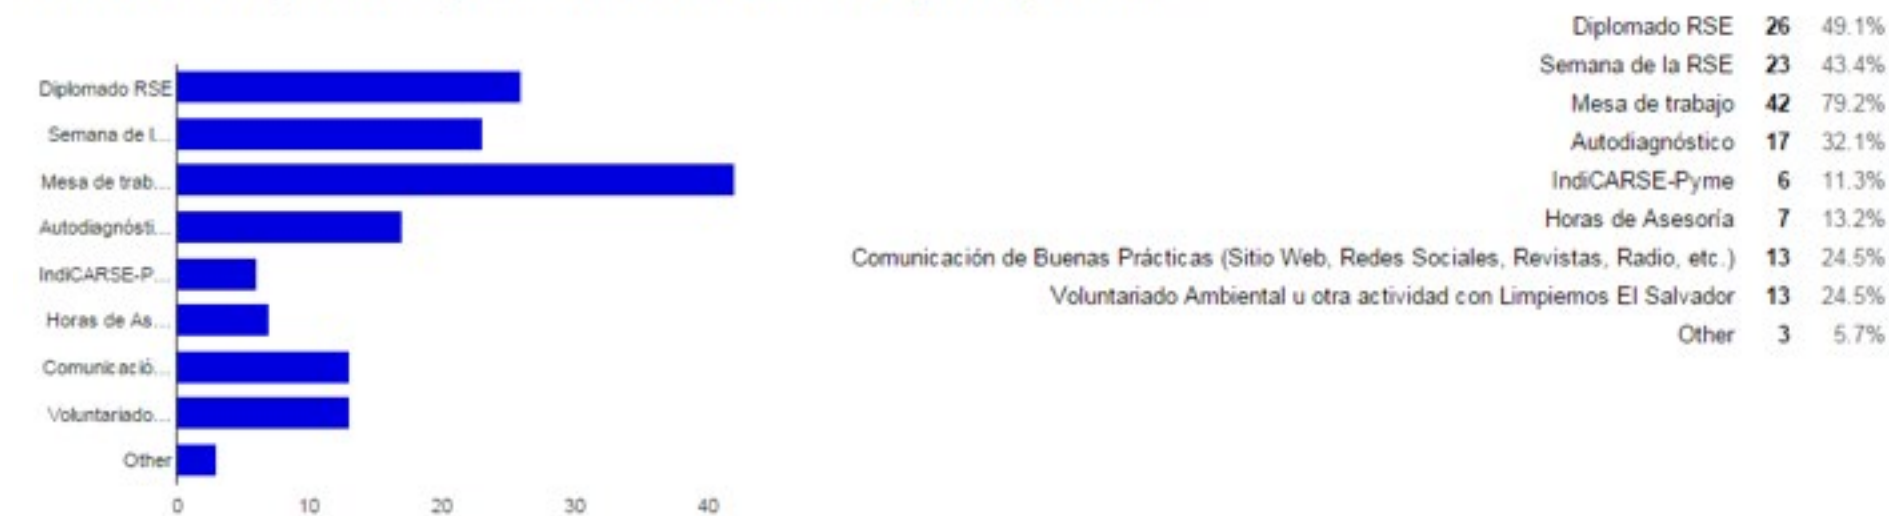 Diplomado RSE
Semana de l...
Mesa de trab...
Autodiagnósti...
IndiCARSE-P...
Horas de As...
Comunicació...
Voluntariado...
Other
0 10 20 30 40
Diplomado RSE 26 49.1%
Semana de la RSE 23 43.4%
Mesa de trabajo 42 79.2%
Autodiagnóstico 17 32.1%
IndiCARSE-Pyme 6 11.3%
Horas de Asesoría 7 13.2%
Comunicación de Buenas Prácticas (Sitio Web, Redes Sociales, Revistas, Radio, etc.) 13 24.5%
Voluntariado Ambiental u otra actividad con Limpiemos El Salvador 13 24.5%
Other 3 5.7%